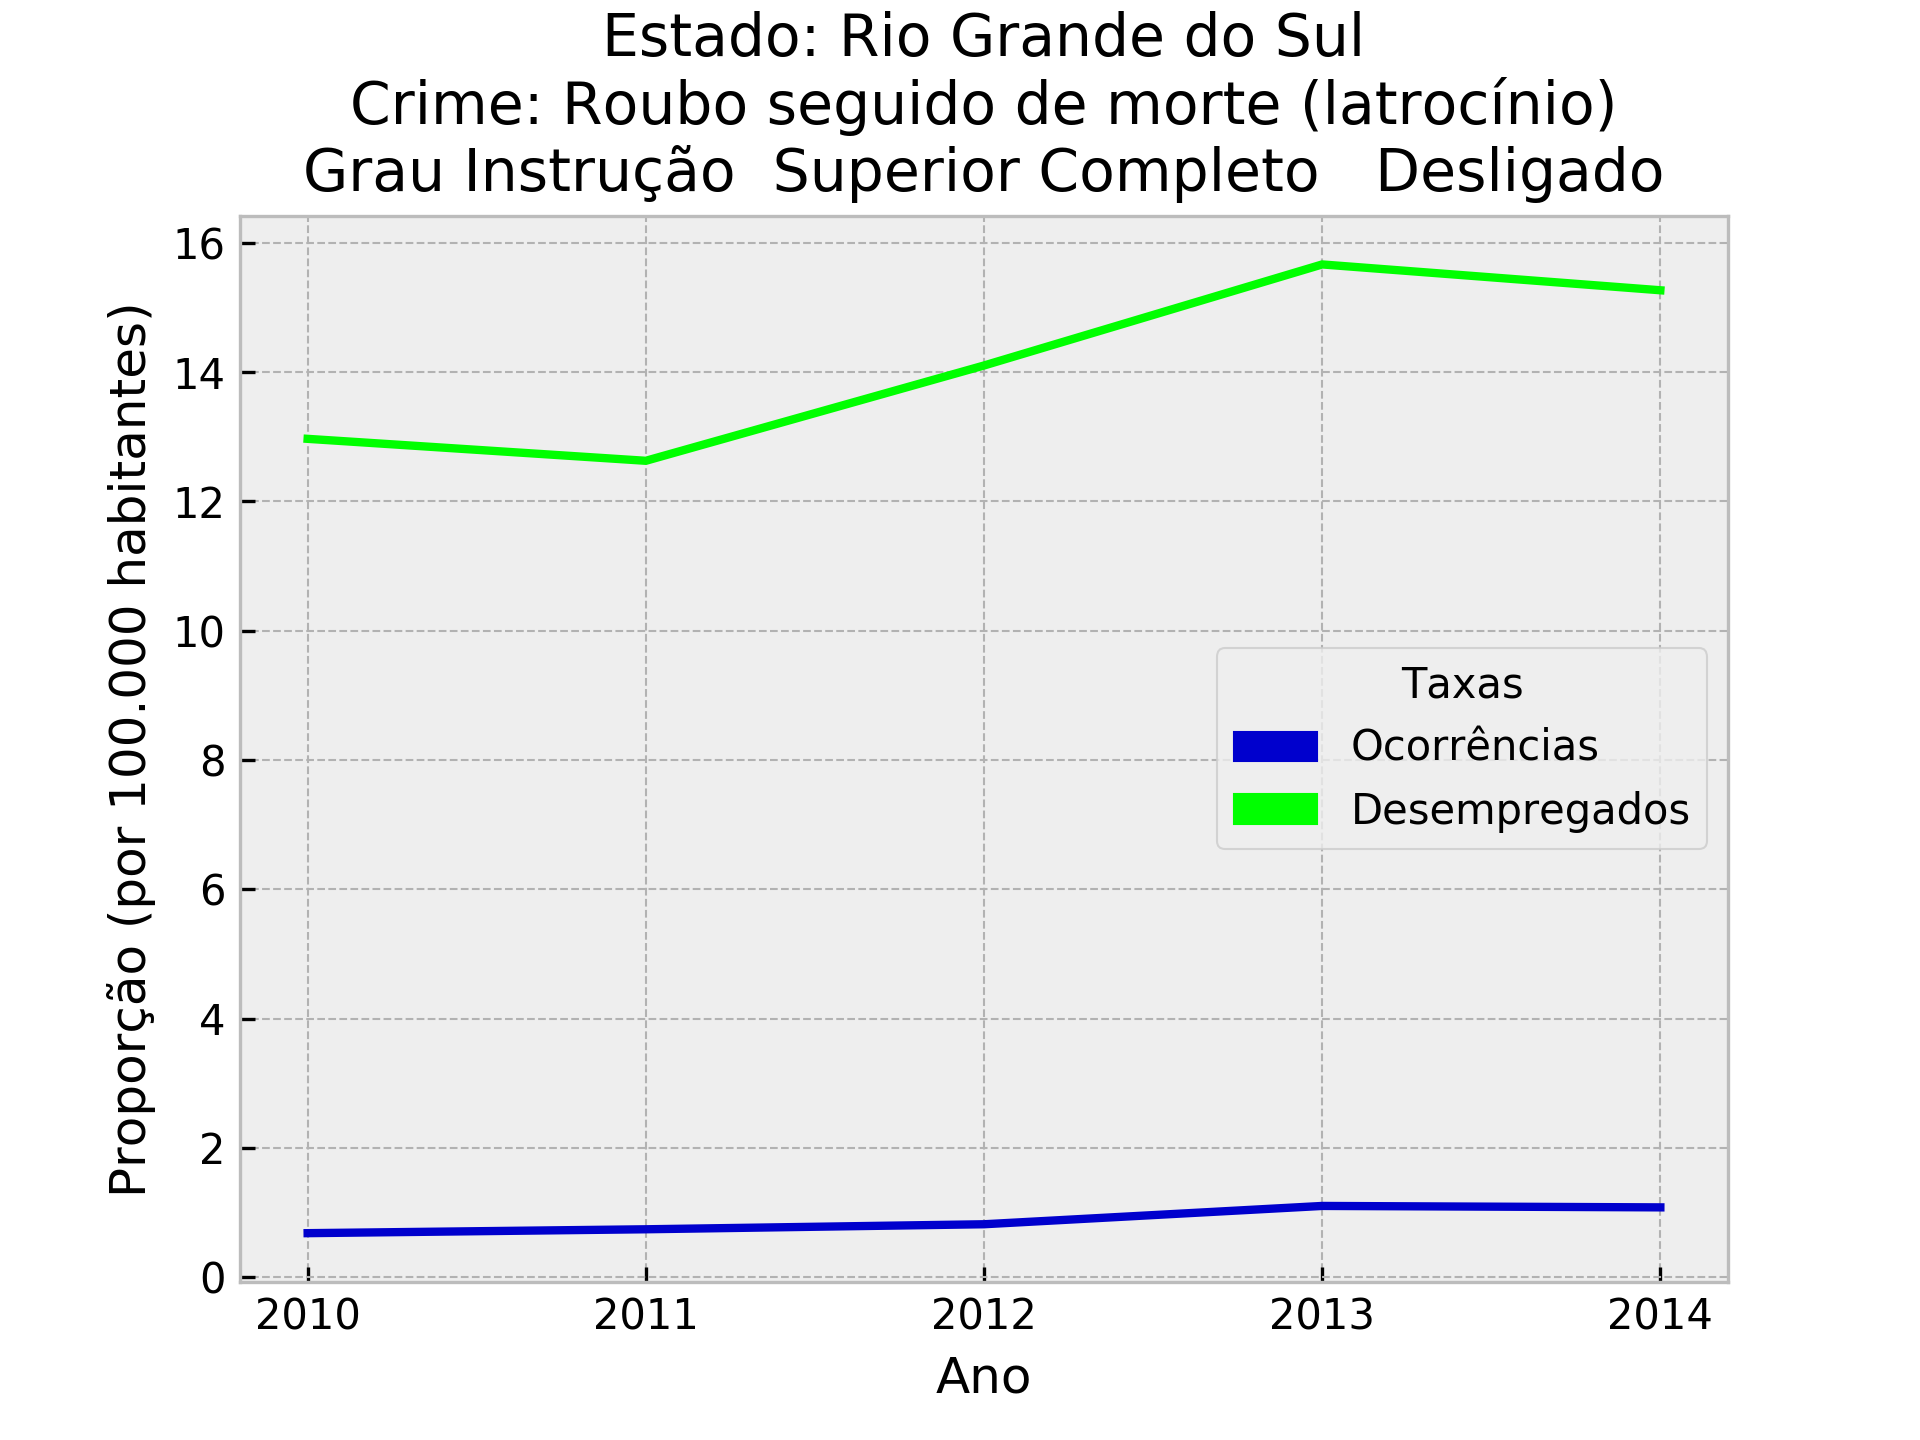 Estado: Rio Grande do Sul
Crime: Roubo seguido de morte (latrocínio)
Grau Instrução  Superior Completo   Desligado
Proporção (por 100.000 habitantes)
16
14
12
10
8
6
4
2
0
Taxas
Ocorrências
Desempregados
2010 2011 2012 2013 2014
Ano